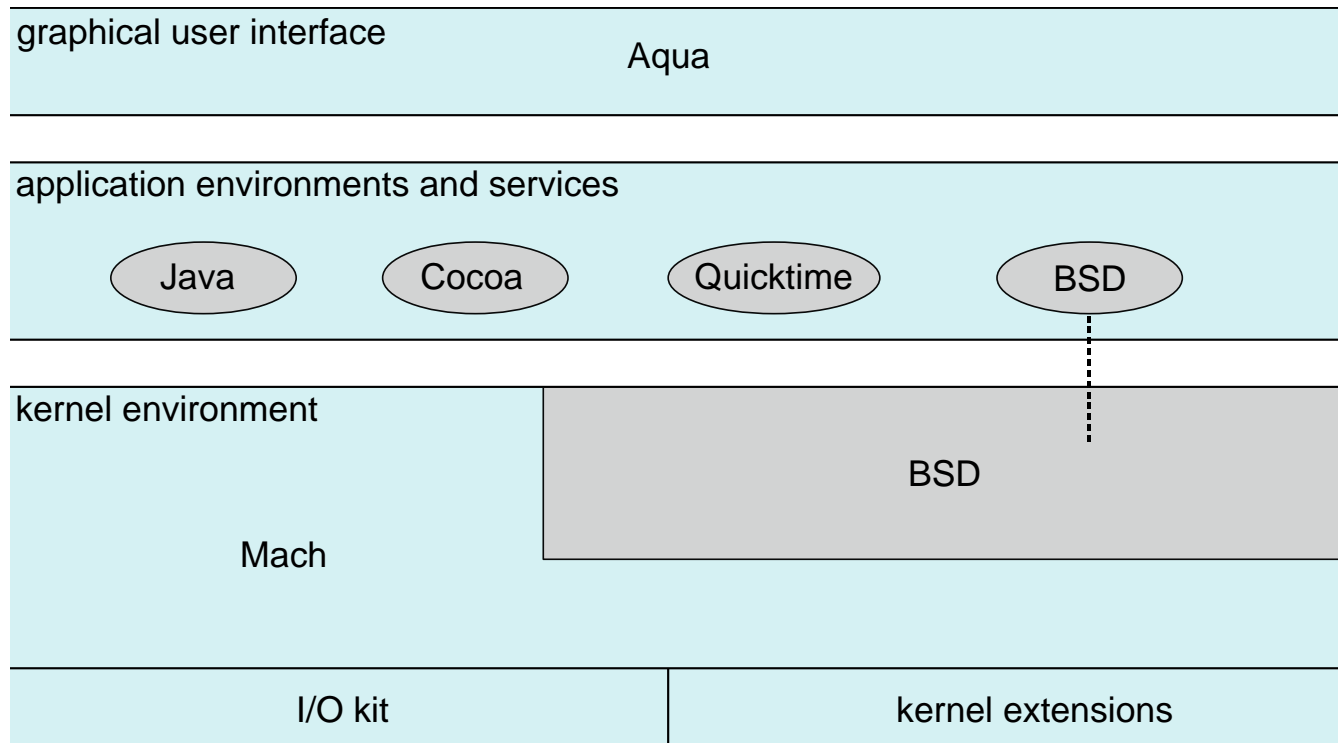 graphical user interface
Aqua
application environments and services
Java
Cocoa
Quicktime
BSD
kernel environment
BSD
Mach
I/O kit
kernel extensions